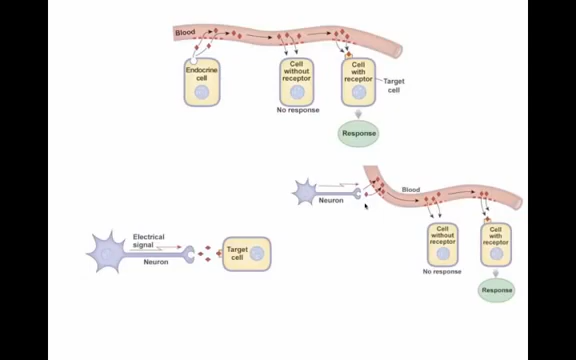 Blood
Endocrine
cell
Cell
without
receptor
Cell
with
receptor
Target
cell
No response
Response
Neuron
Blood
Cell
without
receptor
Cell
with
receptor
No response
Response
Electrical
signal
Neuron
Target
cell